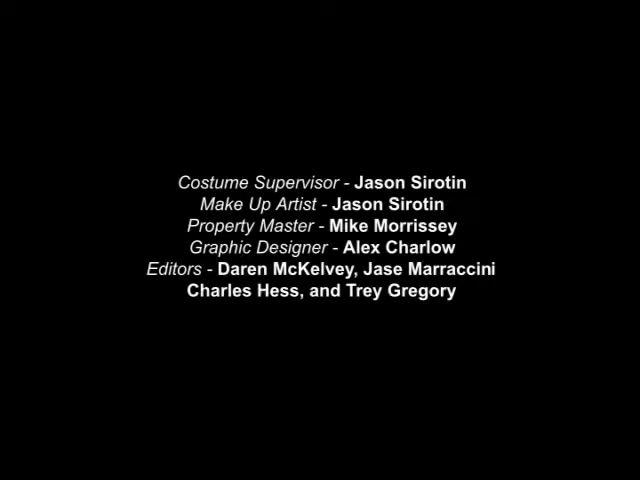 Costume Supervisor - Jason Sirotin
Make Up Artist - Jason Sirotin
Property Master - Mike Morrissey
Graphic Designer - Alex Charlow
Editors - Daren McKelvey, Jase Marraccini
Charles Hess, and Trey Gregory